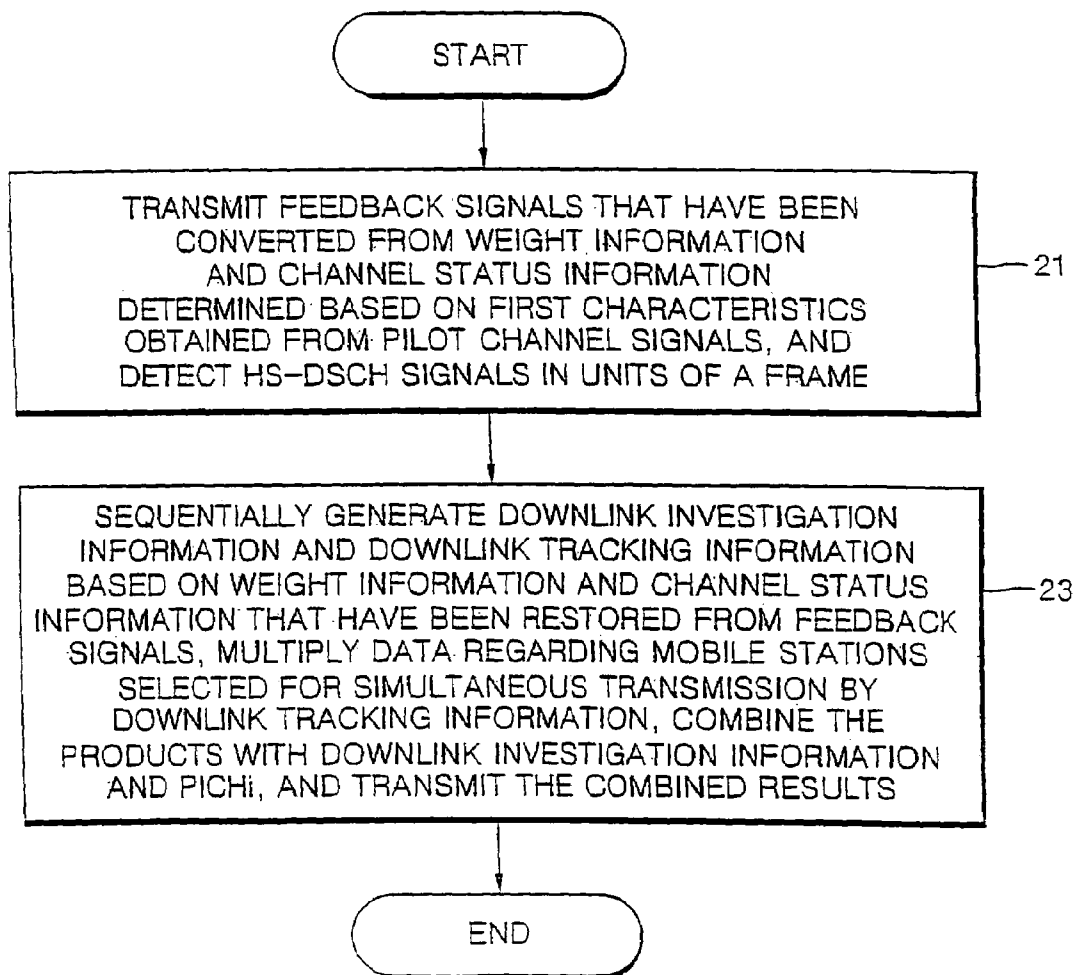 START
TRANSMIT FEEDBACK SIGNALS THAT HAVE BEEN
CONVERTED FROM WEIGHT INFORMATION
AND CHANNEL STATUS INFORMATION
DETERMINED BASED ON FIRST CHARACTERISTICS
OBTAINED FROM PILOT CHANNEL SIGNALS, AND
DETECT HS-DSCH SIGNALS IN UNITS OF A FRAME
21
SEQUENTIALLY GENERATE DOWNLINK INVESTIGATION
INFORMATION AND DOWNLINK TRACKING INFORMATION
BASED ON WEIGHT INFORMATION AND CHANNEL STATUS
INFORMATION THAT HAVE BEEN RESTORED FROM FEEDBACK
SIGNALS, MULTIPLY DATA REGARDING MOBILE STATIONS
SELECTED FOR SIMULTANEOUS TRANSMISSION BY
DOWNLINK TRACKING INFORMATION, COMBINE THE
PRODUCTS WITH DOWNLINK INVESTIGATION INFORMATION
AND PICHi, AND TRANSMIT THE COMBINED RESULTS
23
END